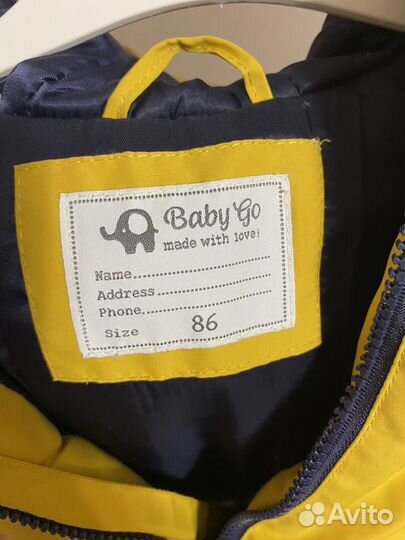 Baby Go
made with love!
Name..................
Address...............
Phone.................
Size 86
Avito